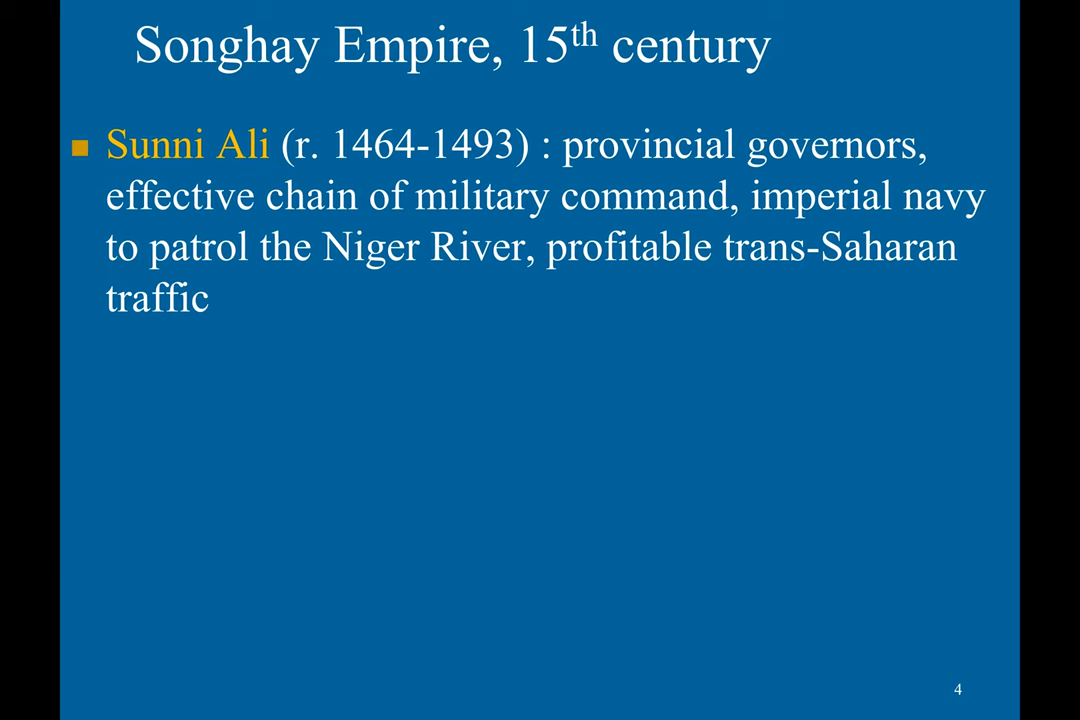 Songhay Empire, 15th century
Sunni Ali (r. 1464-1493) : provincial governors,
effective chain of military command, imperial navy
to patrol the Niger River, profitable trans-Saharan
traffic
4